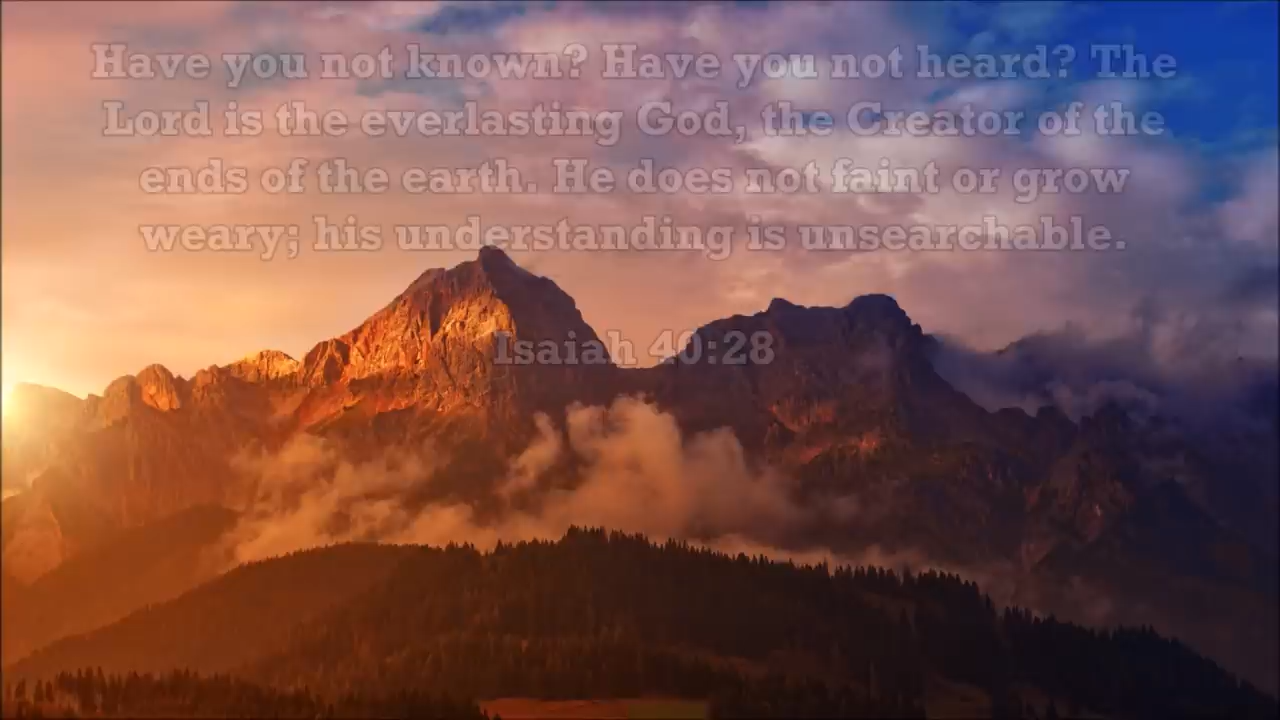 Have you not known? Have you not heard? The
Lord is the everlasting God, the Creator of the
ends of the earth. He does not faint or grow
weary; his understanding is unsearchable.
Isaiah 40:28